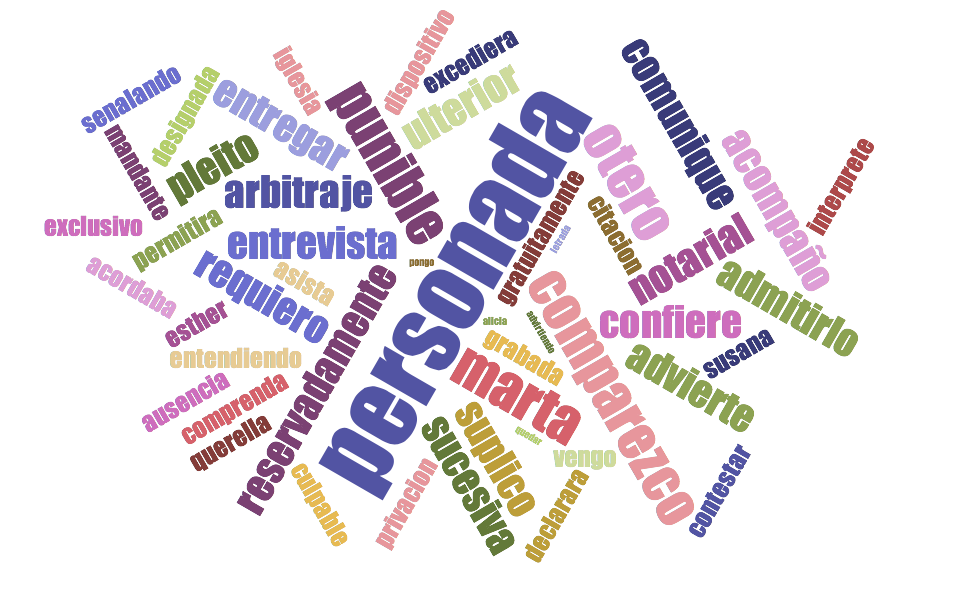 dispositivo
iglesia
excediera
ulterior
comunique
senalando
designada
entregar
punible
personada
otero
acompaño
interprete
mandante
pleito
arbitraje
gratuitamente
citacion
notarial
exclusivo
permitira
entrevista
letrada
admitirlo
acordaba
requiero
asista
pongo
reservadamente
comparezco
confiere
esther
alicia
advirtiendo
susana
entendiendo
grabada
advierte
ausencia
comprenda
marta
querella
suplico
sucesiva
quedar
vengo
contestar
culpable
privacion
declarara